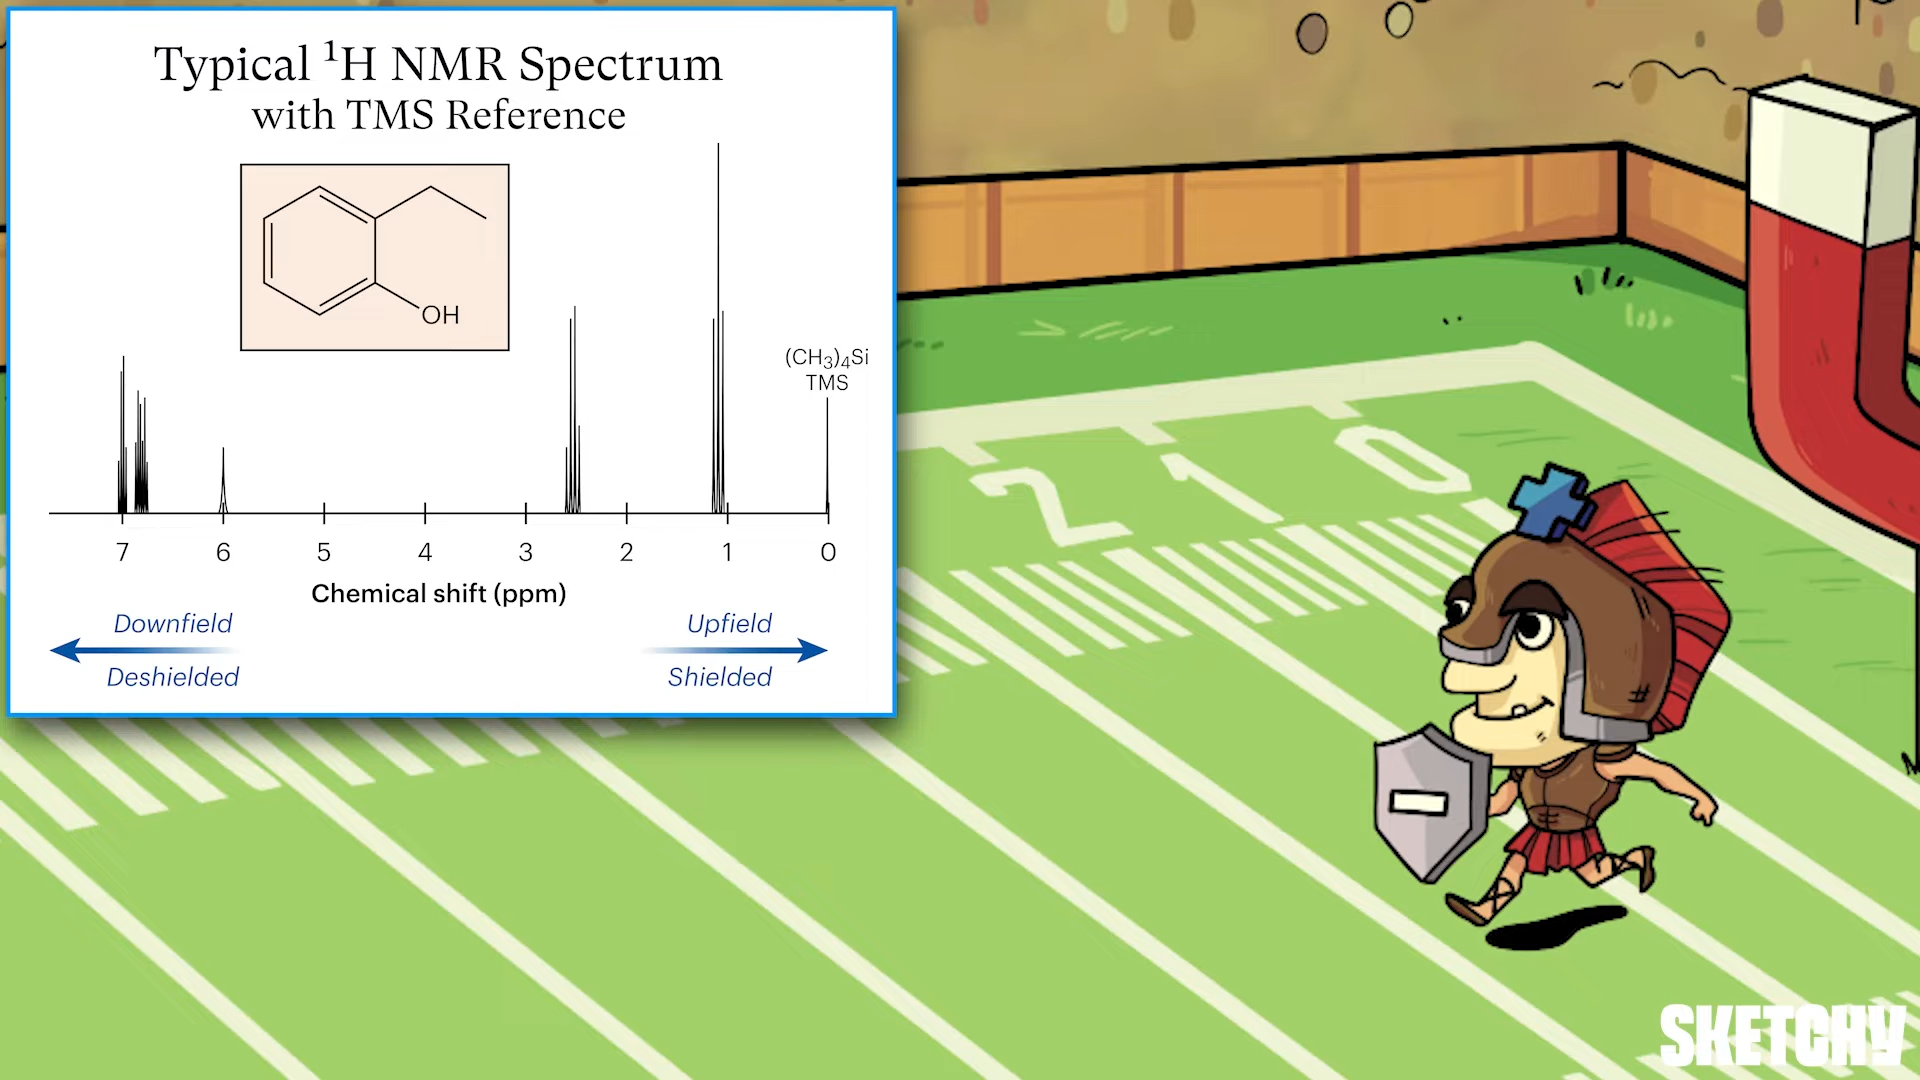 Typical ¹H NMR Spectrum
with TMS Reference
OH
(CH₃)₄Si
TMS
7 6 5 4 3 2 1 0
Chemical shift (ppm)
Downfield Upfield
Deshielded Shielded
2 1 0
SKETCHY